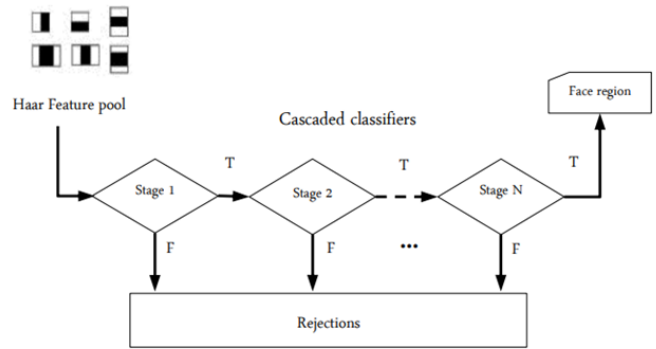 Haar Feature pool
Face region
Cascaded classifiers
T
T
T
Stage 1
Stage 2
Stage N
F
F
...
F
Rejections